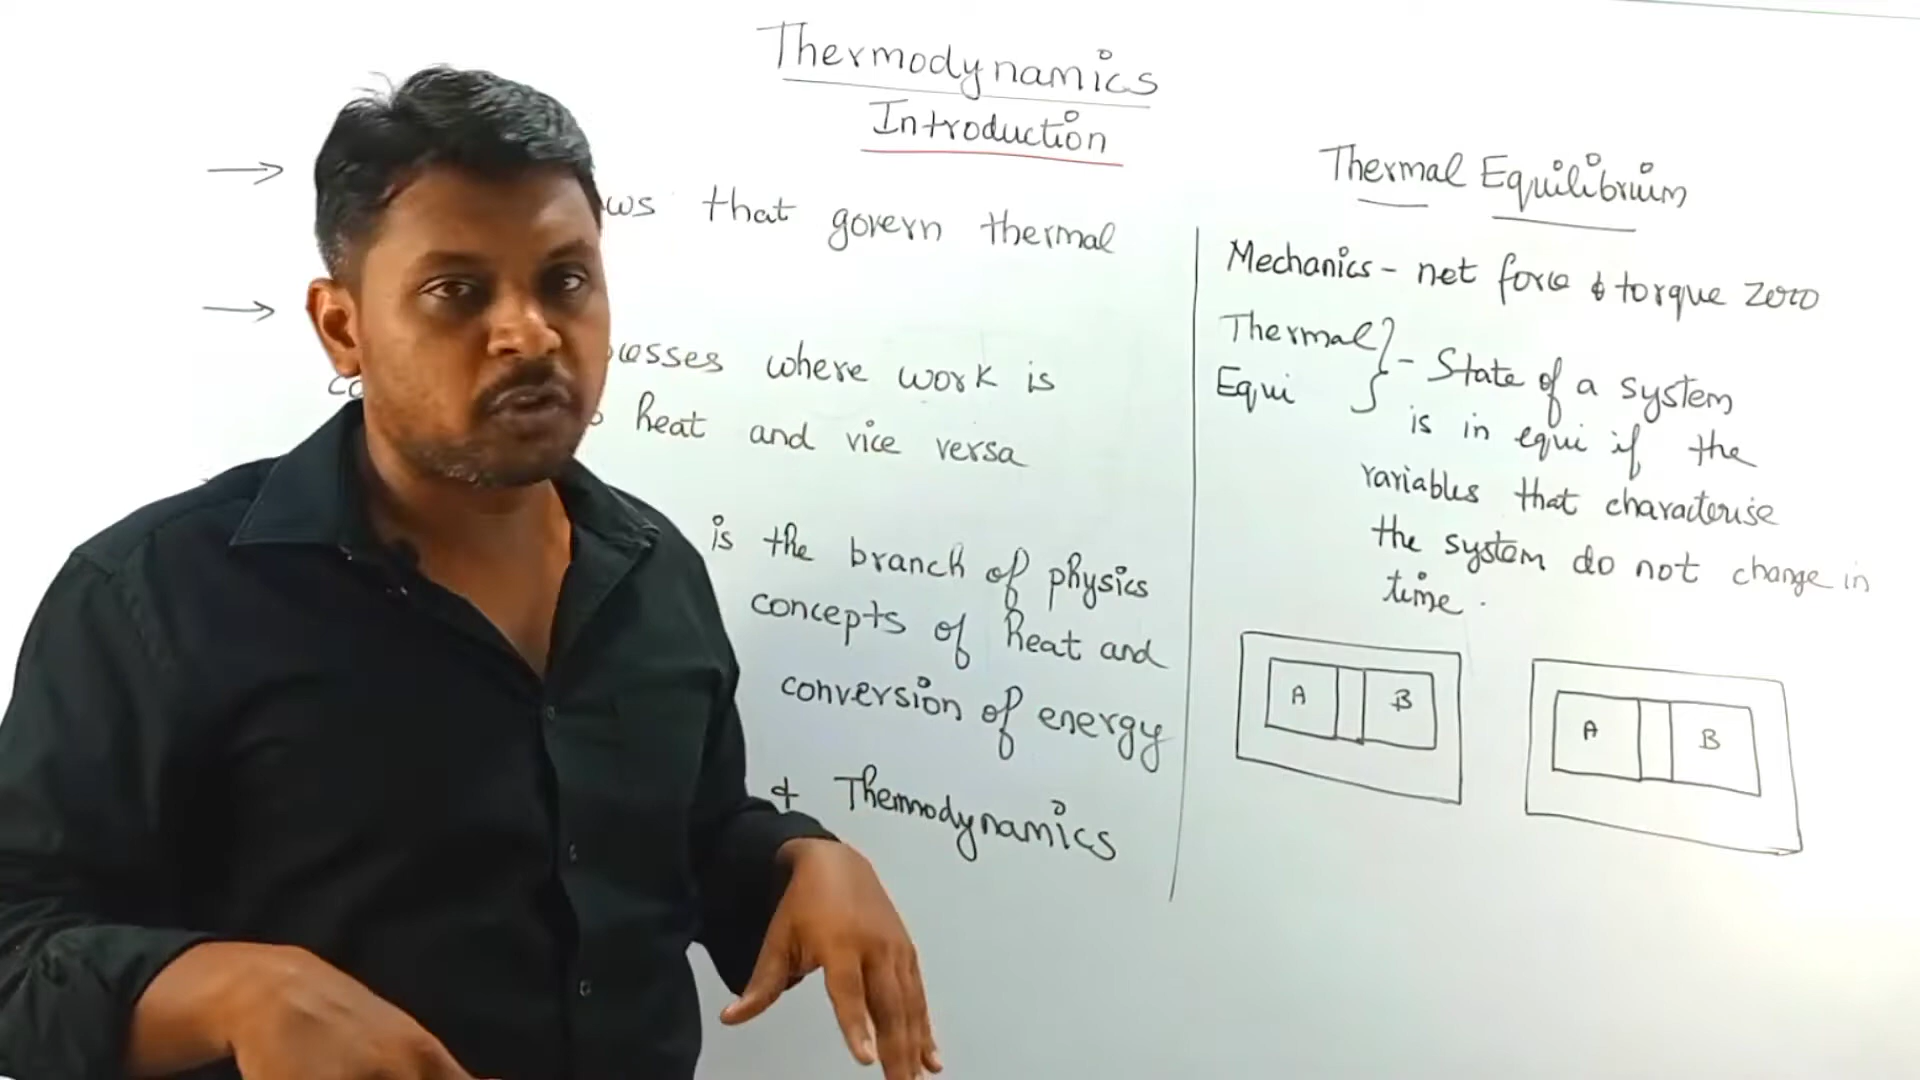 Thermodynamics
Introduction
→
ws that govern thermal
→
cesses where work is
co heat and vice versa
is the branch of physics
concepts of heat and
conversion of energy
& Thermodynamics
Thermal Equilibrium
Mechanics - net force & torque zero
Thermal } - State of a system
Equi
is in equi if the
variables that characterise
the system do not change in
time.
A B
A B